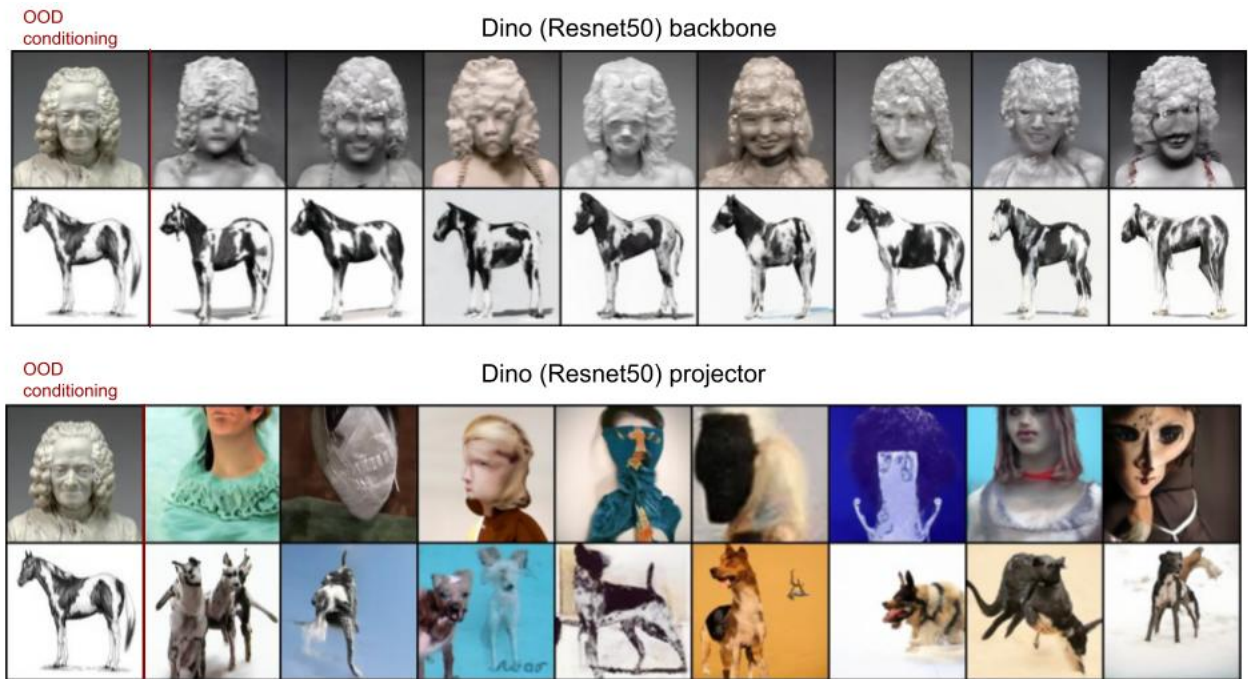 OOD
conditioning
Dino (Resnet50) backbone
OOD
conditioning
Dino (Resnet50) projector